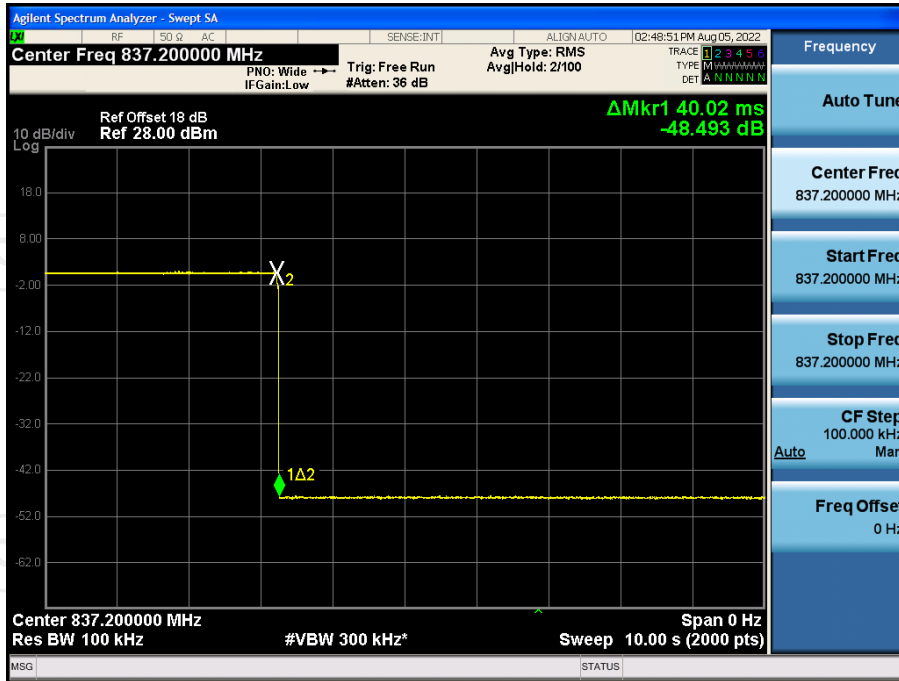 Agilent Spectrum Analyzer - Swept SA
LXI RF 50 Ω AC SENSE:INT ALIGN AUTO 02:48:51 PM Aug 05, 2022
Center Freq 837.200000 MHz
PNO: Wide
IFGain:Low
Trig: Free Run
#Atten: 36 dB
Avg Type: RMS
Avg|Hold: 2/100
TRACE 1 2 3 4 5 6
TYPE M
DET A N N N N N
ΔMkr1 40.02 ms
-48.493 dB
Ref Offset 18 dB
10 dB/div Ref 28.00 dBm
Log
18.0
8.00
-2.00
-12.0
-22.0
-32.0
-42.0
-52.0
-62.0
X2
1Δ2
Center 837.200000 MHz Span 0 Hz
Res BW 100 kHz #VBW 300 kHz* Sweep 10.00 s (2000 pts)
MSG STATUS
Frequency
Auto Tune
Center Freq
837.200000 MHz
Start Freq
837.200000 MHz
Stop Freq
837.200000 MHz
CF Step
100.000 kHz
Auto Man
Freq Offset
0 Hz